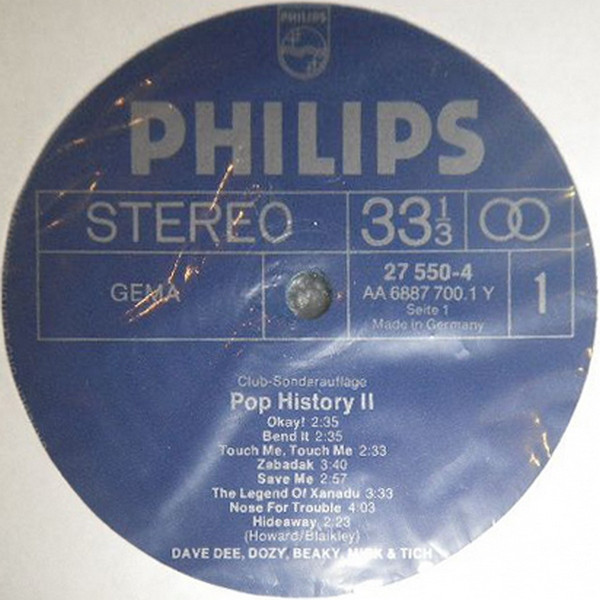 PHILIPS
PHILIPS
STEREO
33 1/3
GEMA
27 550-4
AA 6887 700.1 Y
Seite 1
Made in Germany
1
Club-Sonderauflage
Pop History II
Okay! 2:35
Bend It 2:35
Touch Me, Touch Me 2:33
Zabadak 3:40
Save Me 2:57
The Legend Of Xanadu 3:33
Nose For Trouble 4:03
Hideaway 2:23
(Howard/Blaikley)
DAVE DEE, DOZY, BEAKY, MICK & TICH